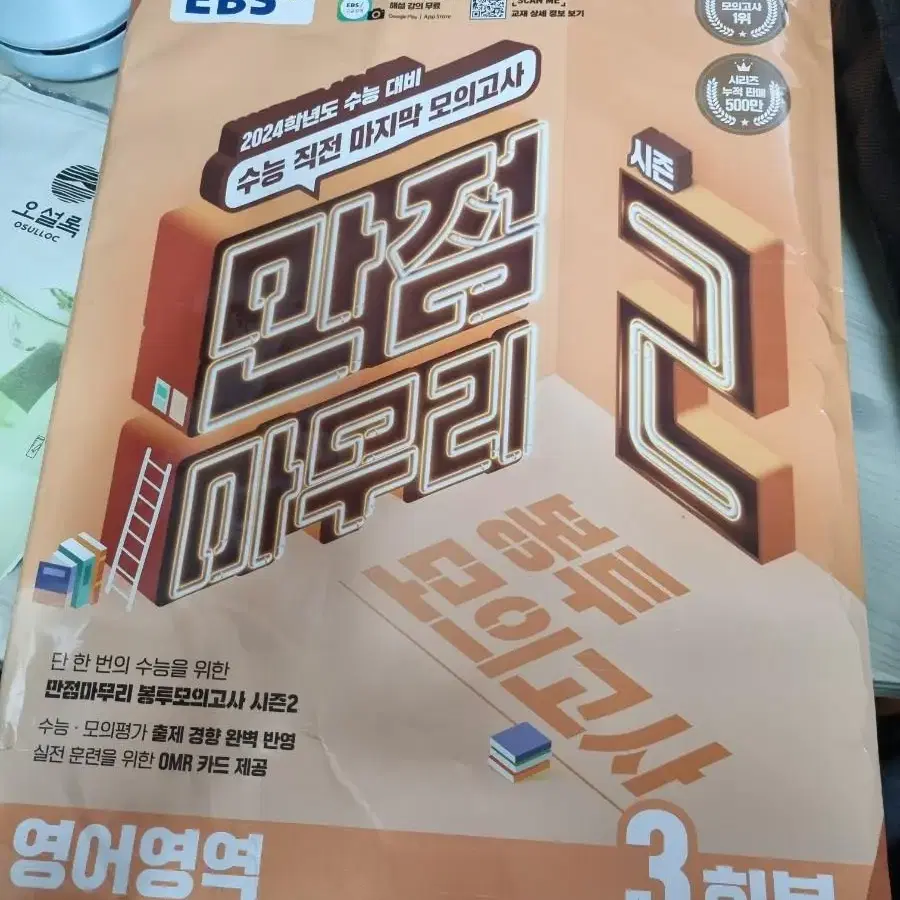 EBS
해설 강의 무료
Google Play | App Store
SCAN ME
교재 상세 정보 보기
모의고사
1위
시리즈
누적 판매
500만
2024학년도 수능 대비
수능 직전 마지막 모의고사
만점
마무리
시즌
2
봉투
모의고사
오설록
OSULLOC
단 한 번의 수능을 위한
만점마무리 봉투모의고사 시즌2
수능 · 모의평가 출제 경향 완벽 반영
실전 훈련을 위한 OMR 카드 제공
영어영역
3회분